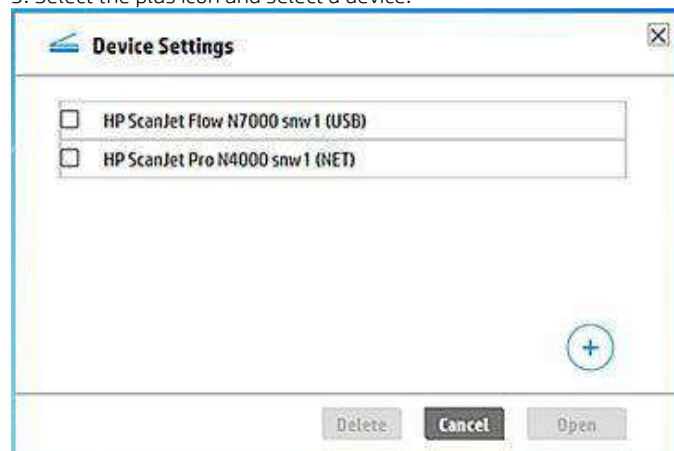 5. Select the plus icon and select a device.
Device Settings
HP ScanJet Flow N7000 snw1 (USB)
HP ScanJet Pro N4000 snw1 (NET)
Delete Cancel Open